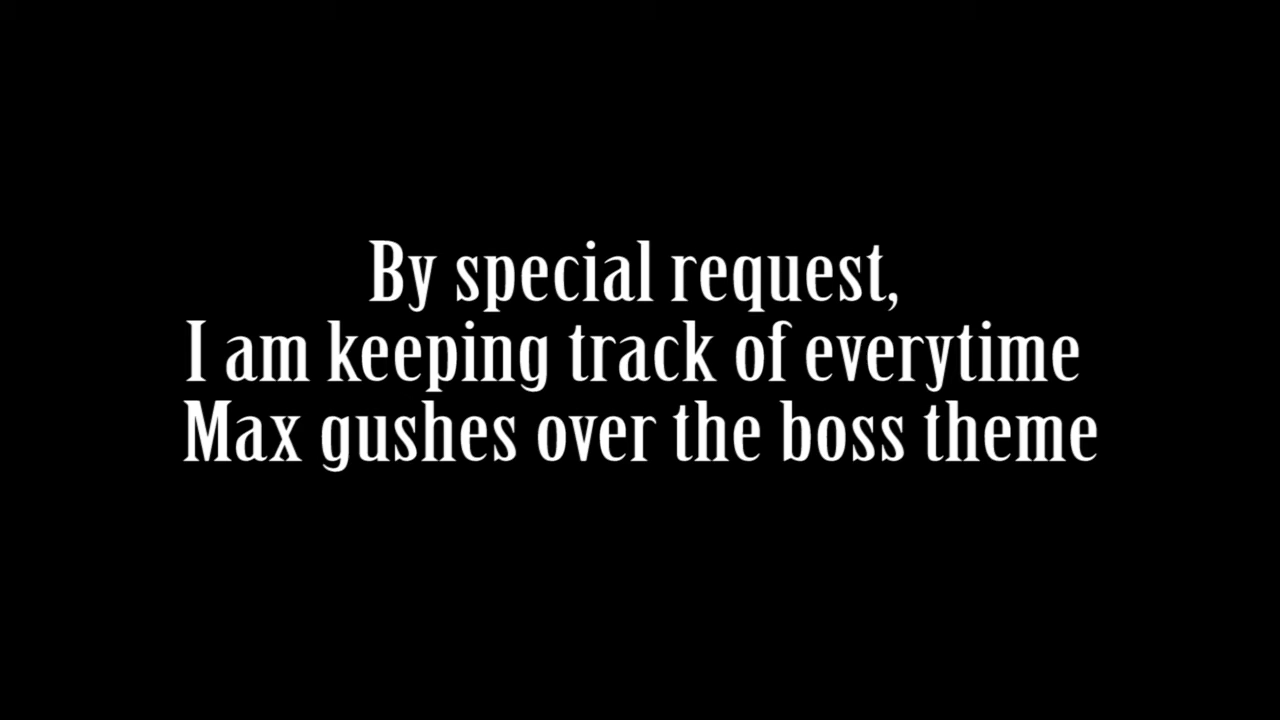 By special request,
I am keeping track of everytime
Max gushes over the boss theme